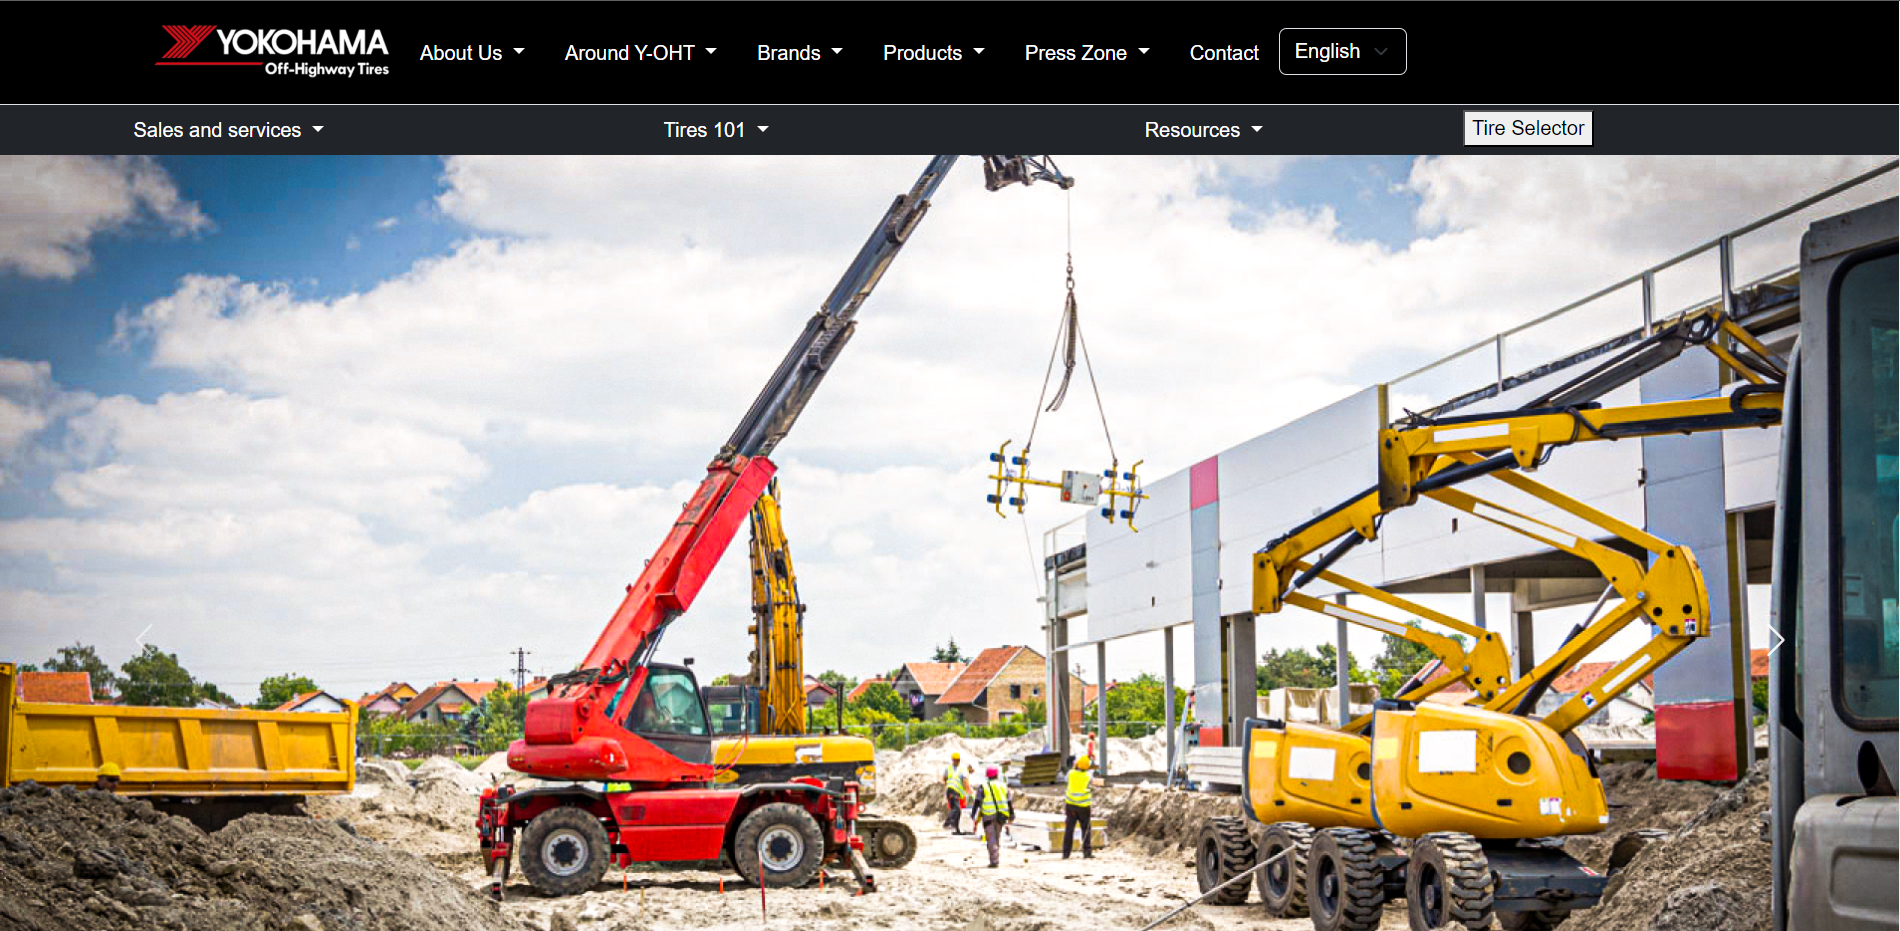 YOKOHAMA
Off-Highway Tires
About Us
Around Y-OHT
Brands
Products
Press Zone
Contact
English
Sales and services
Tires 101
Resources
Tire Selector